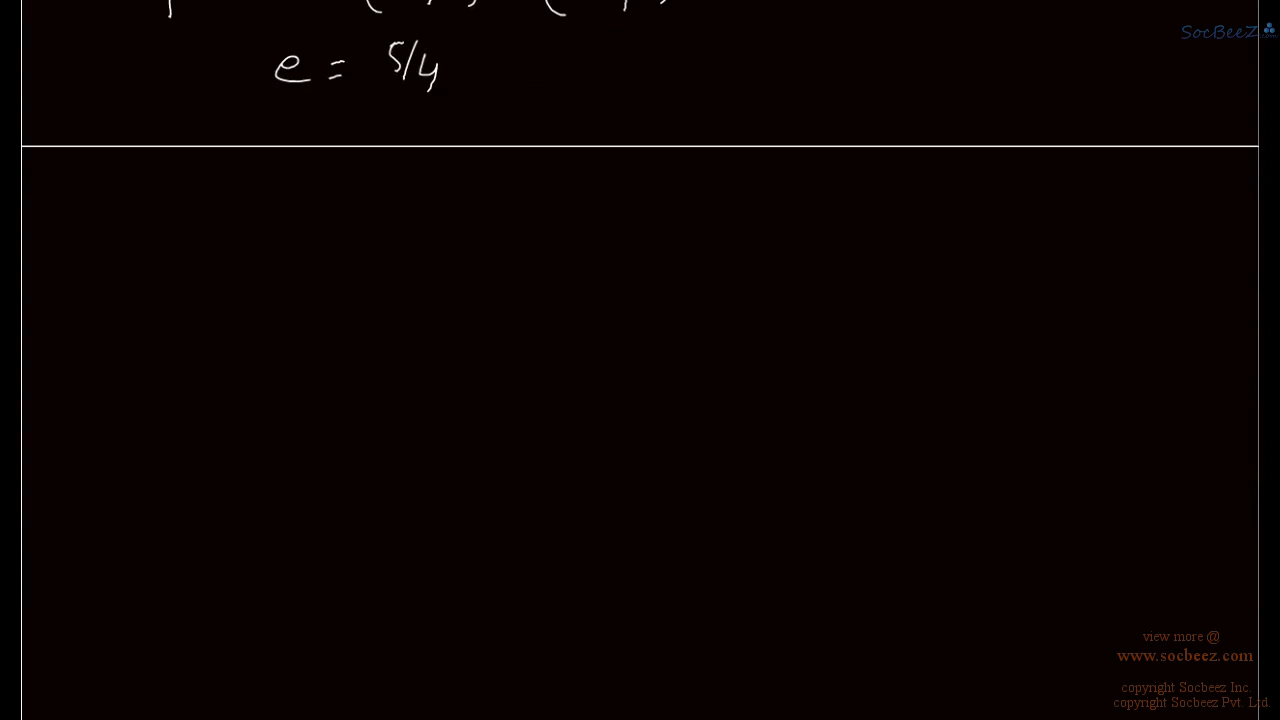 SocBeeZ
e = 5/4
view more @
www.socbeez.com
copyright Socbeez Inc.
copyright Socbeez Pvt. Ltd.